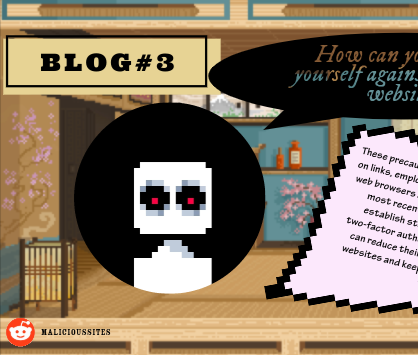 BLOG#3
How can yo
yourself agains
websi
These precau
on links, emplo
web browsers
most recen
establish st
two-factor auth
can reduce thei
websites and keep
MALICIOUSSITES